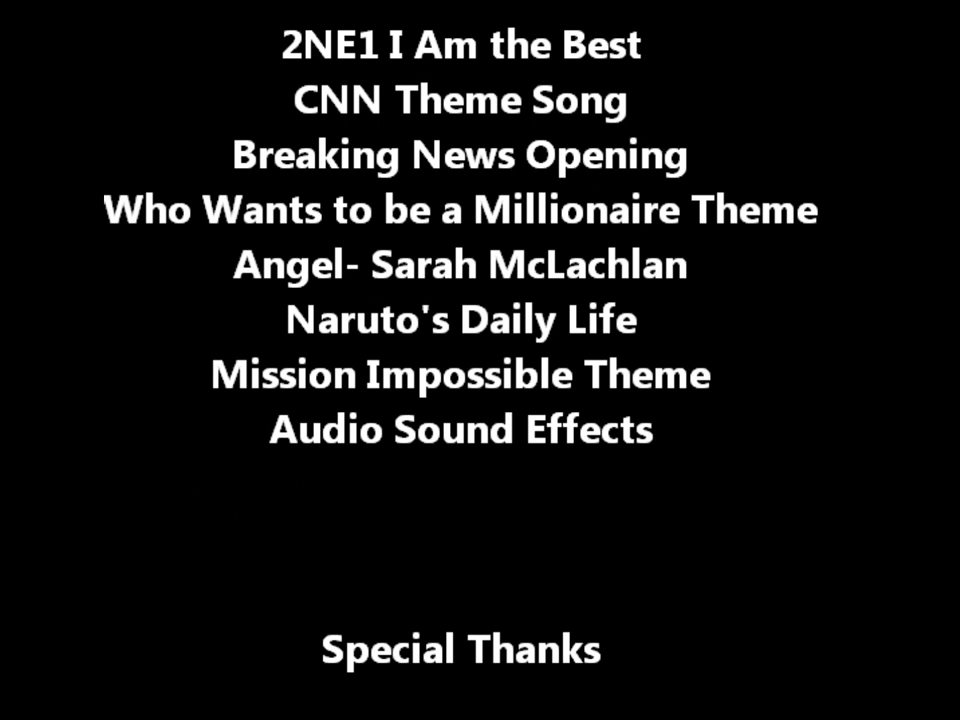 2NE1 I Am the Best
CNN Theme Song
Breaking News Opening
Who Wants to be a Millionaire Theme
Angel- Sarah McLachlan
Naruto's Daily Life
Mission Impossible Theme
Audio Sound Effects
Special Thanks